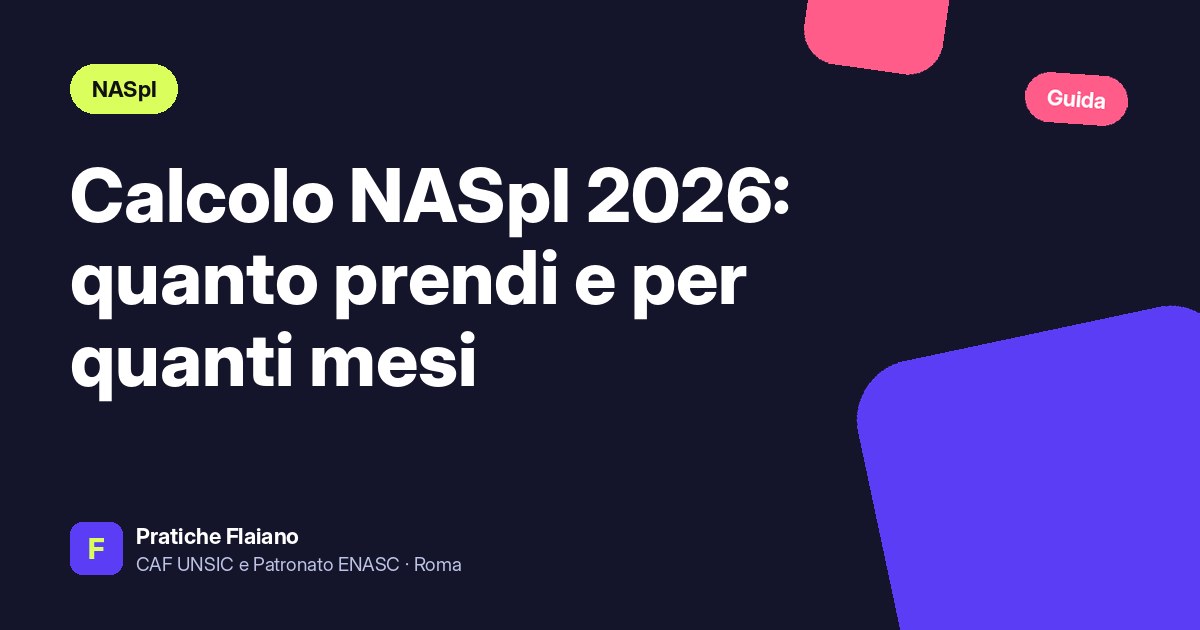 NASpI
Guida
Calcolo NASpI 2026:
quanto prendi e per
quanti mesi
F
Pratiche Flaiano
CAF UNSIC e Patronato ENASC · Roma